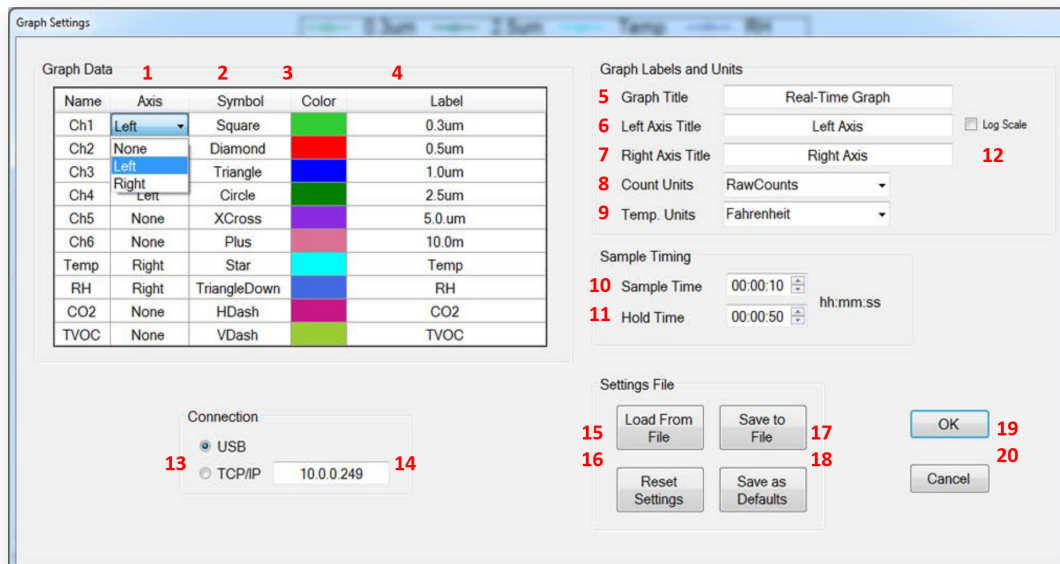 Graph Settings
0.3um 2.5um Temp RH
Graph Data
1 2 3 4
Name Axis Symbol Color Label
Ch1 Left Square 0.3um
Ch2 None Diamond 0.5um
Ch3 Left Triangle 1.0um
Right
Ch4 Left Circle 2.5um
Ch5 None XCross 5.0.um
Ch6 None Plus 10.0m
Temp Right Star Temp
RH Right TriangleDown RH
CO2 None HDash CO2
TVOC None VDash TVOC
Graph Labels and Units
5 Graph Title Real-Time Graph
6 Left Axis Title Left Axis Log Scale
7 Right Axis Title Right Axis 12
8 Count Units RawCounts
9 Temp. Units Fahrenheit
Sample Timing
10 Sample Time 00:00:10
hh:mm:ss
11 Hold Time 00:00:50
Connection
USB
13 TCP/IP 10.0.0.249 14
Settings File
15 Load From File Save to File 17
16 Reset Settings Save as Defaults 18
OK 19
20
Cancel